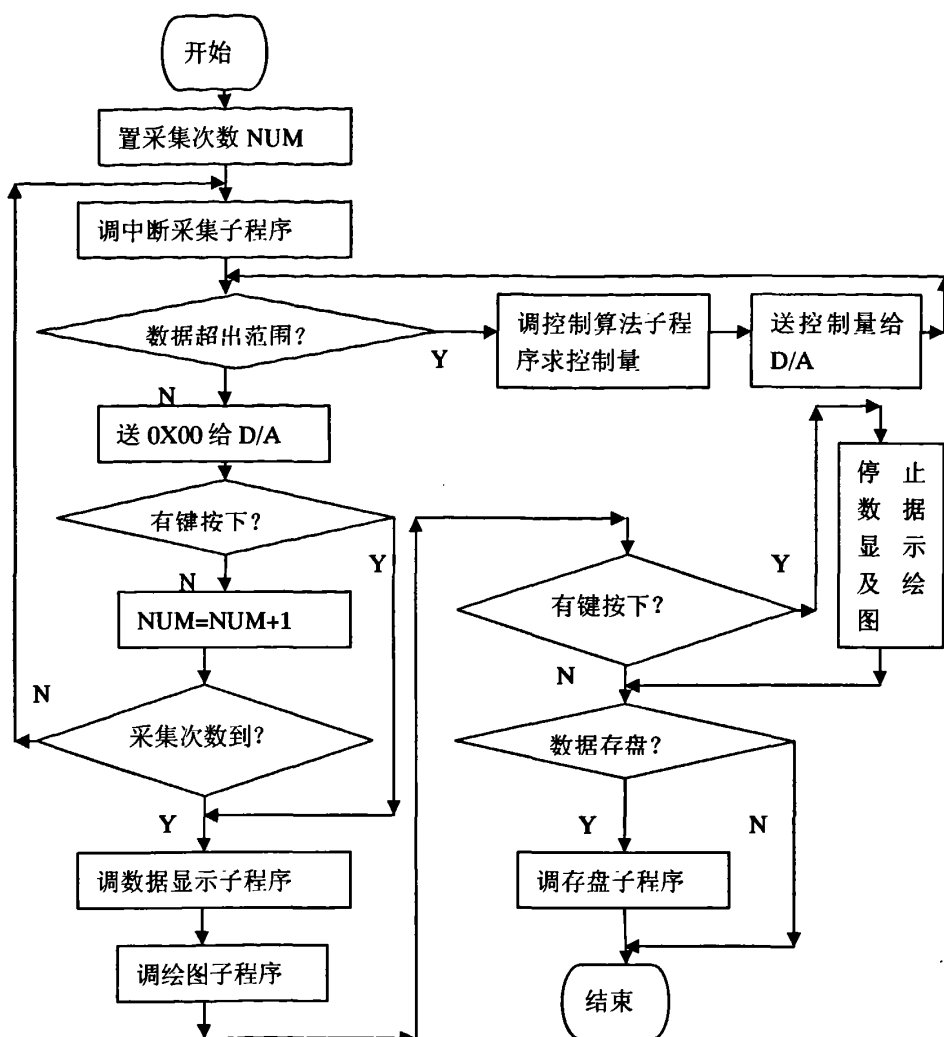 开始
置采集次数 NUM
调中断采集子程序
数据超出范围?
Y
调控制算法子程
序求控制量
送控制量给
D/A
N
送 0X00 给 D/A
有键按下?
Y
N
NUM=NUM+1
N
采集次数到?
Y
调数据显示子程序
调绘图子程序
有键按下?
Y
停 止
数 据
显 示
及 绘
图
N
数据存盘?
Y
N
调存盘子程序
结束